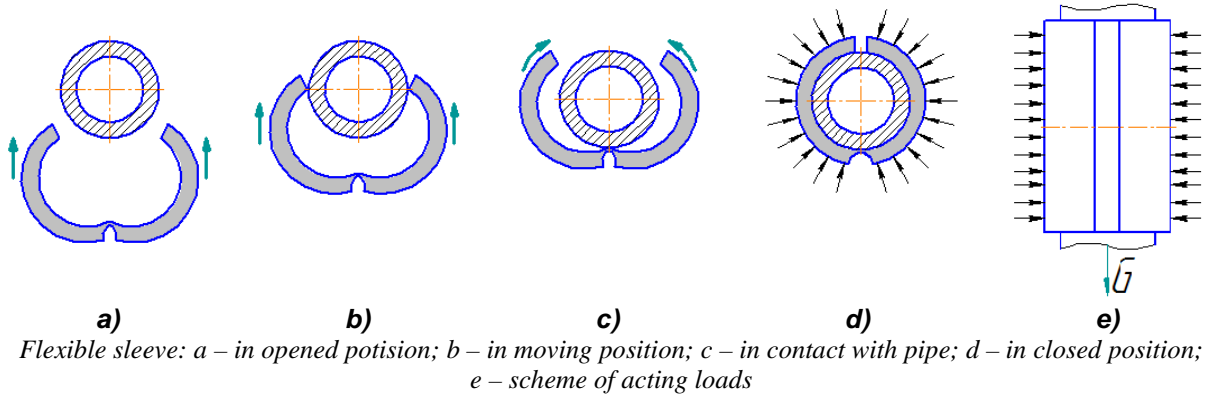 G
a) b) c) d) e)
Flexible sleeve: a – in opened potision; b – in moving position; c – in contact with pipe; d – in closed position;
e – scheme of acting loads